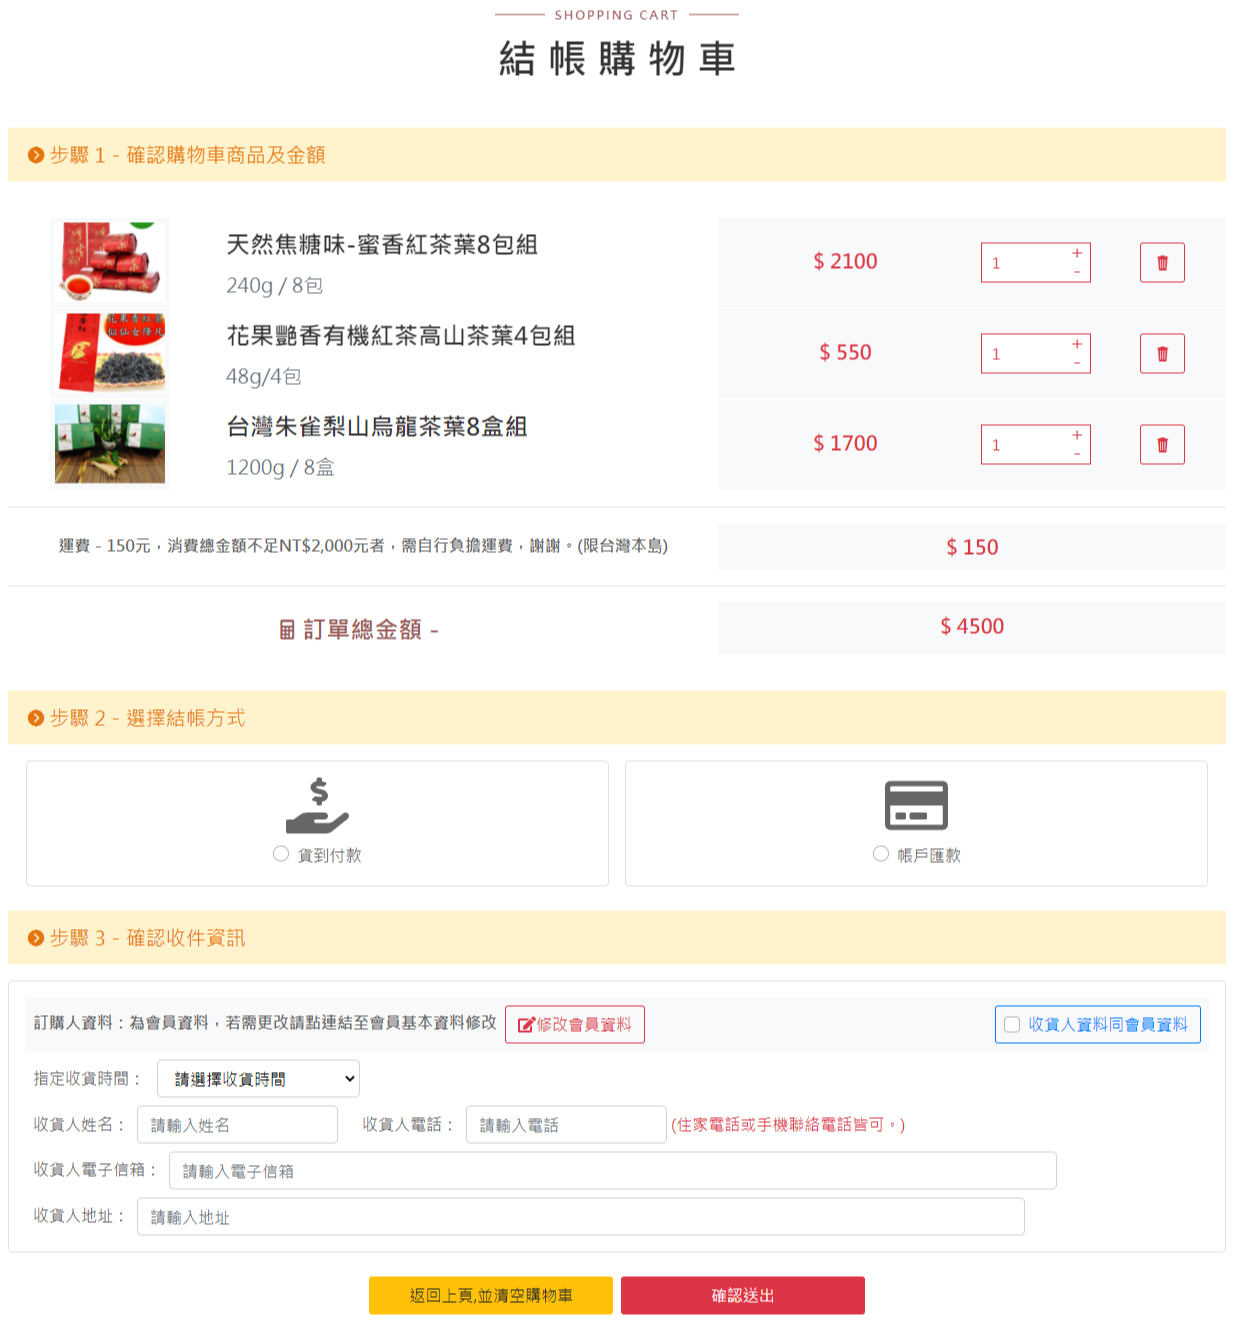 SHOPPING CART
結帳購物車
步驟 1 - 確認購物車商品及金額
天然焦糖味-蜜香紅茶葉8包組
240g / 8包
$ 2100
1
+
-
花果艷香有機紅茶高山茶葉4包組
48g/4包
$ 550
1
+
-
台灣朱雀梨山烏龍茶葉8盒組
1200g / 8盒
$ 1700
1
+
-
運費 - 150元，消費總金額不足NT$2,000元者，需自行負擔運費，謝謝。(限台灣本島)
$ 150
訂單總金額 -
$ 4500
步驟 2 - 選擇結帳方式
貨到付款
帳戶匯款
步驟 3 - 確認收件資訊
訂購人資料：為會員資料，若需更改請點連結至會員基本資料修改
修改會員資料
收貨人資料同會員資料
指定收貨時間：
請選擇收貨時間
收貨人姓名：
請輸入姓名
收貨人電話：
請輸入電話
(住家電話或手機聯絡電話皆可。)
收貨人電子信箱：
請輸入電子信箱
收貨人地址：
請輸入地址
返回上頁,並清空購物車
確認送出